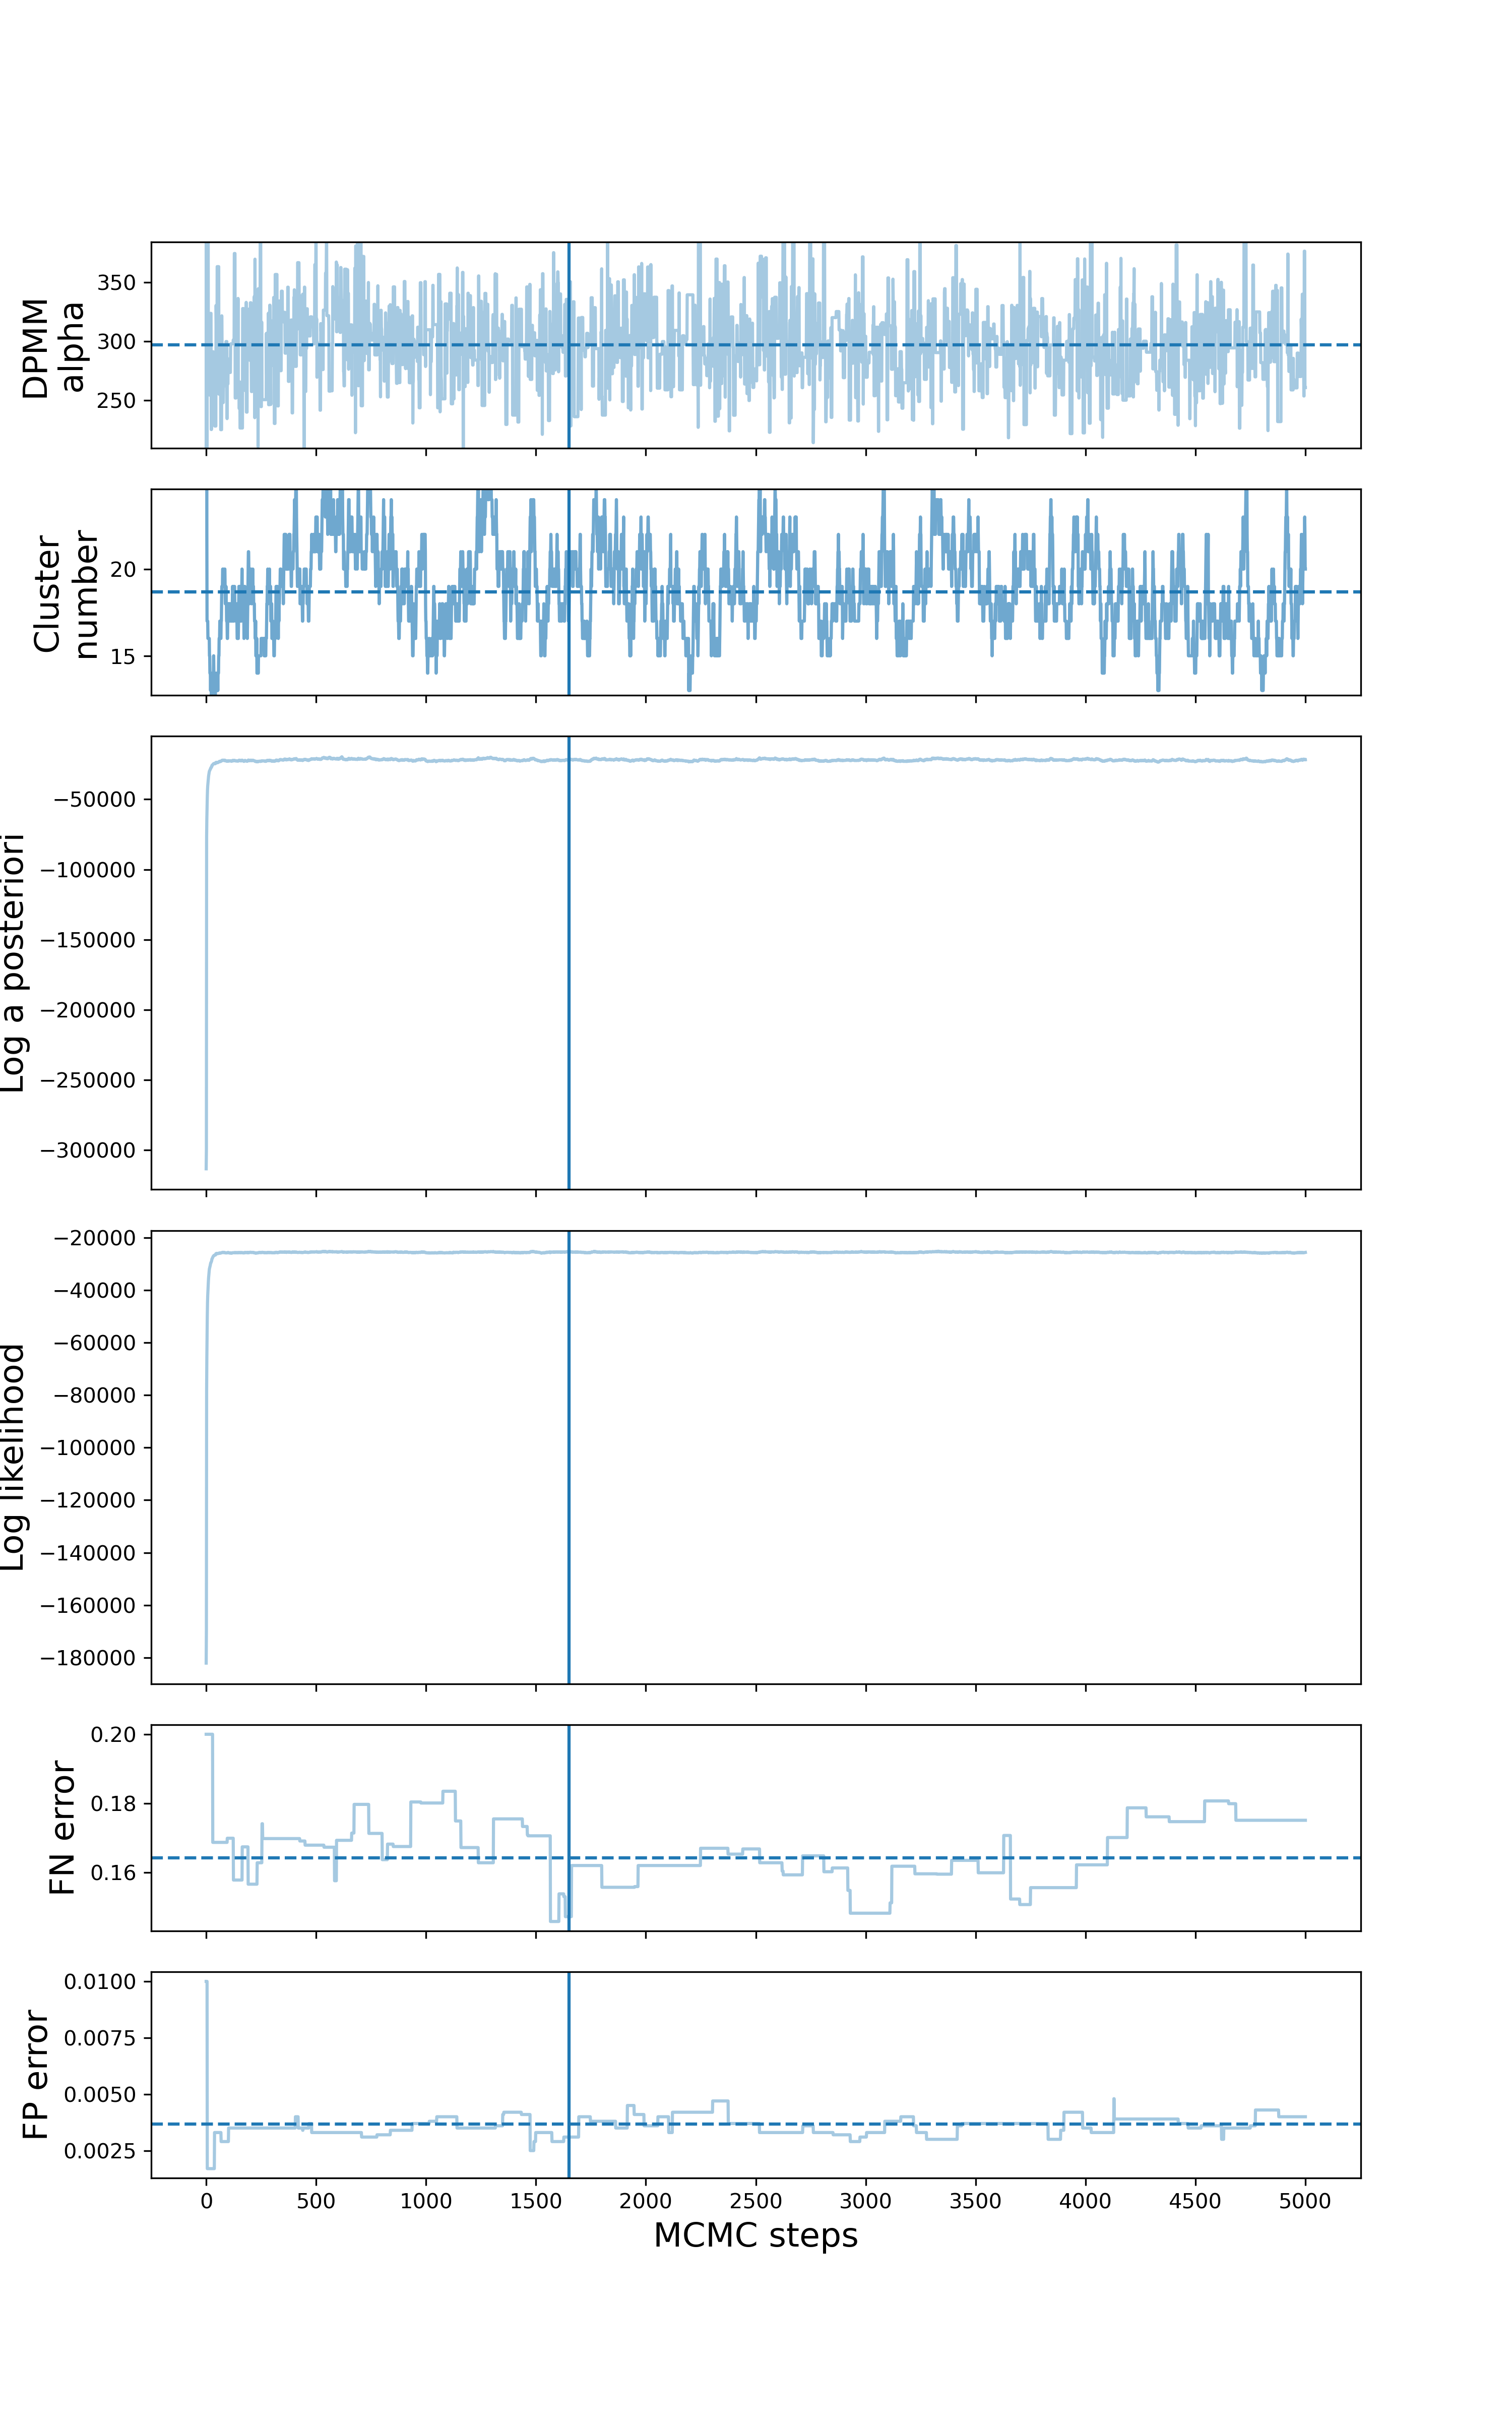 DPMM
alpha
350
300
250
Cluster
number
20
15
Log a posteriori
−50000
−100000
−150000
−200000
−250000
−300000
Log likelihood
−20000
−40000
−60000
−80000
−100000
−120000
−140000
−160000
−180000
FN error
0.20
0.18
0.16
FP error
0.0100
0.0075
0.0050
0.0025
0 500 1000 1500 2000 2500 3000 3500 4000 4500 5000
MCMC steps